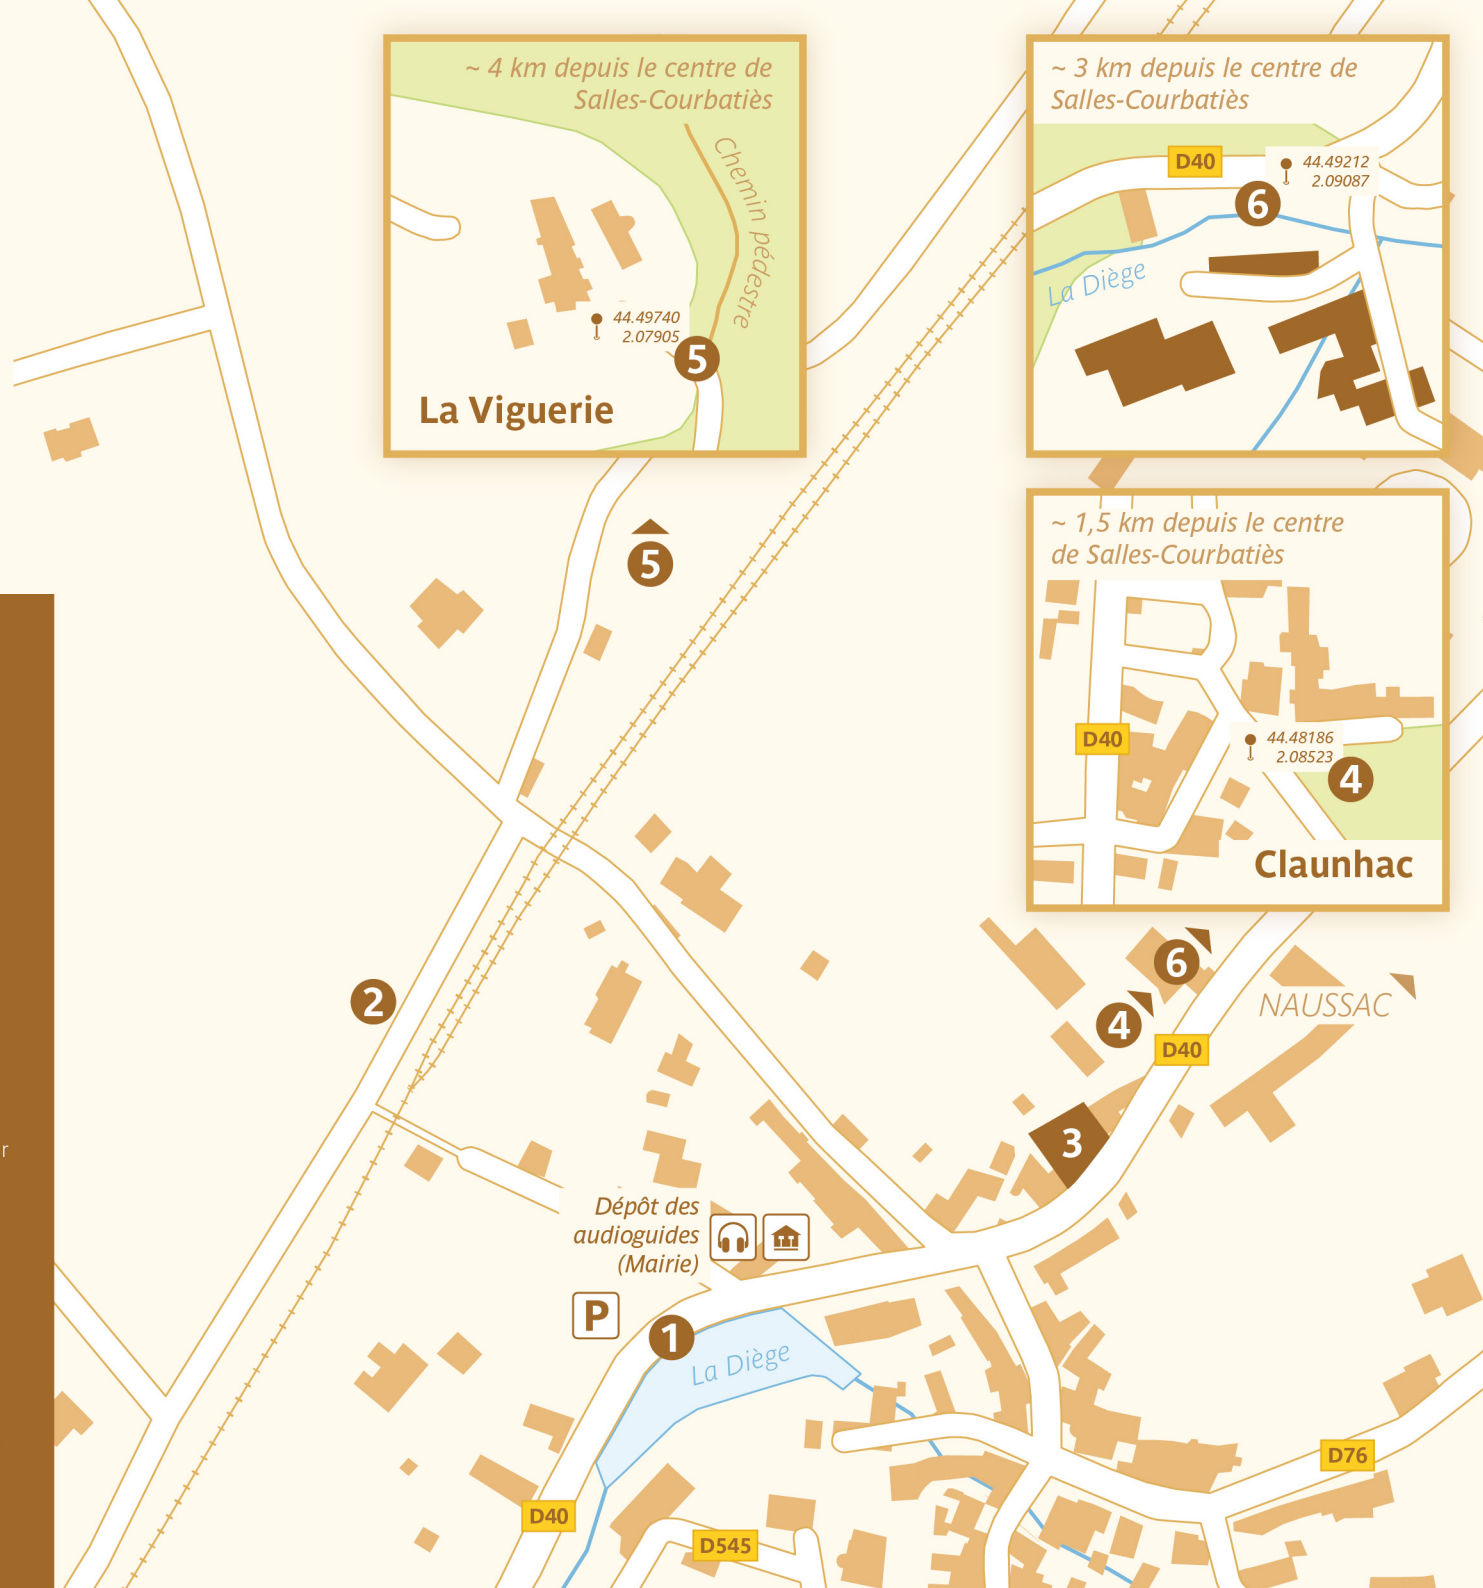 ~ 4 km depuis le centre de
Salles-Courbatiès
Chemin pédestre
44.49740
2.07905
5
La Viguerie
~ 3 km depuis le centre de
Salles-Courbatiès
D40
44.49212
2.09087
6
La Diège
5
~ 1,5 km depuis le centre
de Salles-Courbatiès
D40
44.48186
2.08523
4
Claunhac
2
6
4
NAUSSAC
D40
3
r
Dépôt des
audioguides
(Mairie)
P
1
La Diège
D76
D40
D545